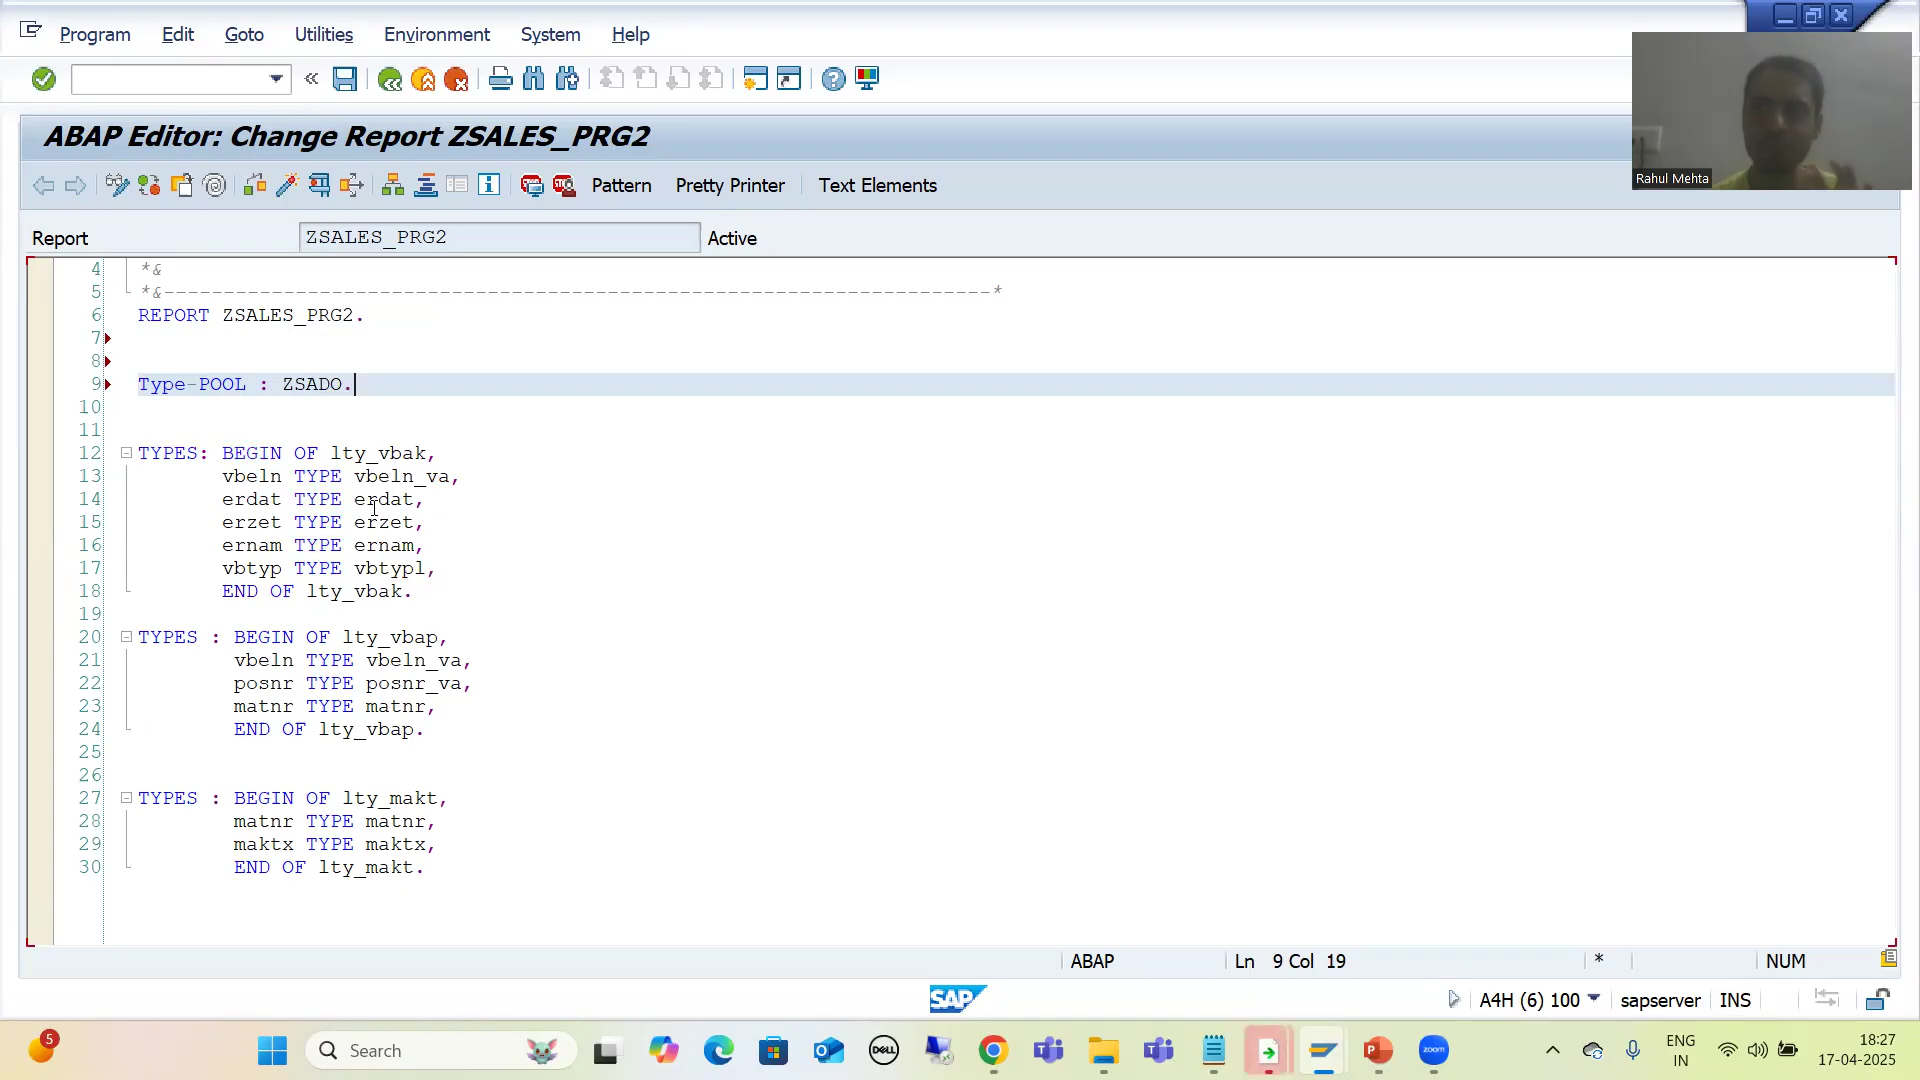 Program Edit Goto Utilities Environment System Help
Rahul Mehta
ABAP Editor: Change Report ZSALES_PRG2
Pattern Pretty Printer Text Elements
Report ZSALES_PRG2 Active
4 *&
5 *&---------------------------------------------------------------------*
6 REPORT ZSALES_PRG2.
7
8
9 Type-POOL : ZSADO.
10
11
12 TYPES: BEGIN OF lty_vbak,
13 vbeln TYPE vbeln_va,
14 erdat TYPE erdat,
15 erzet TYPE erzet,
16 ernam TYPE ernam,
17 vbtyp TYPE vbtypl,
18 END OF lty_vbak.
19
20 TYPES : BEGIN OF lty_vbap,
21 vbeln TYPE vbeln_va,
22 posnr TYPE posnr_va,
23 matnr TYPE matnr,
24 END OF lty_vbap.
25
26
27 TYPES : BEGIN OF lty_makt,
28 matnr TYPE matnr,
29 maktx TYPE maktx,
30 END OF lty_makt.
ABAP Ln 9 Col 19 * NUM
SAP A4H (6) 100 sapserver INS
5 Search DELL zoom ENG 18:27
IN 17-04-2025